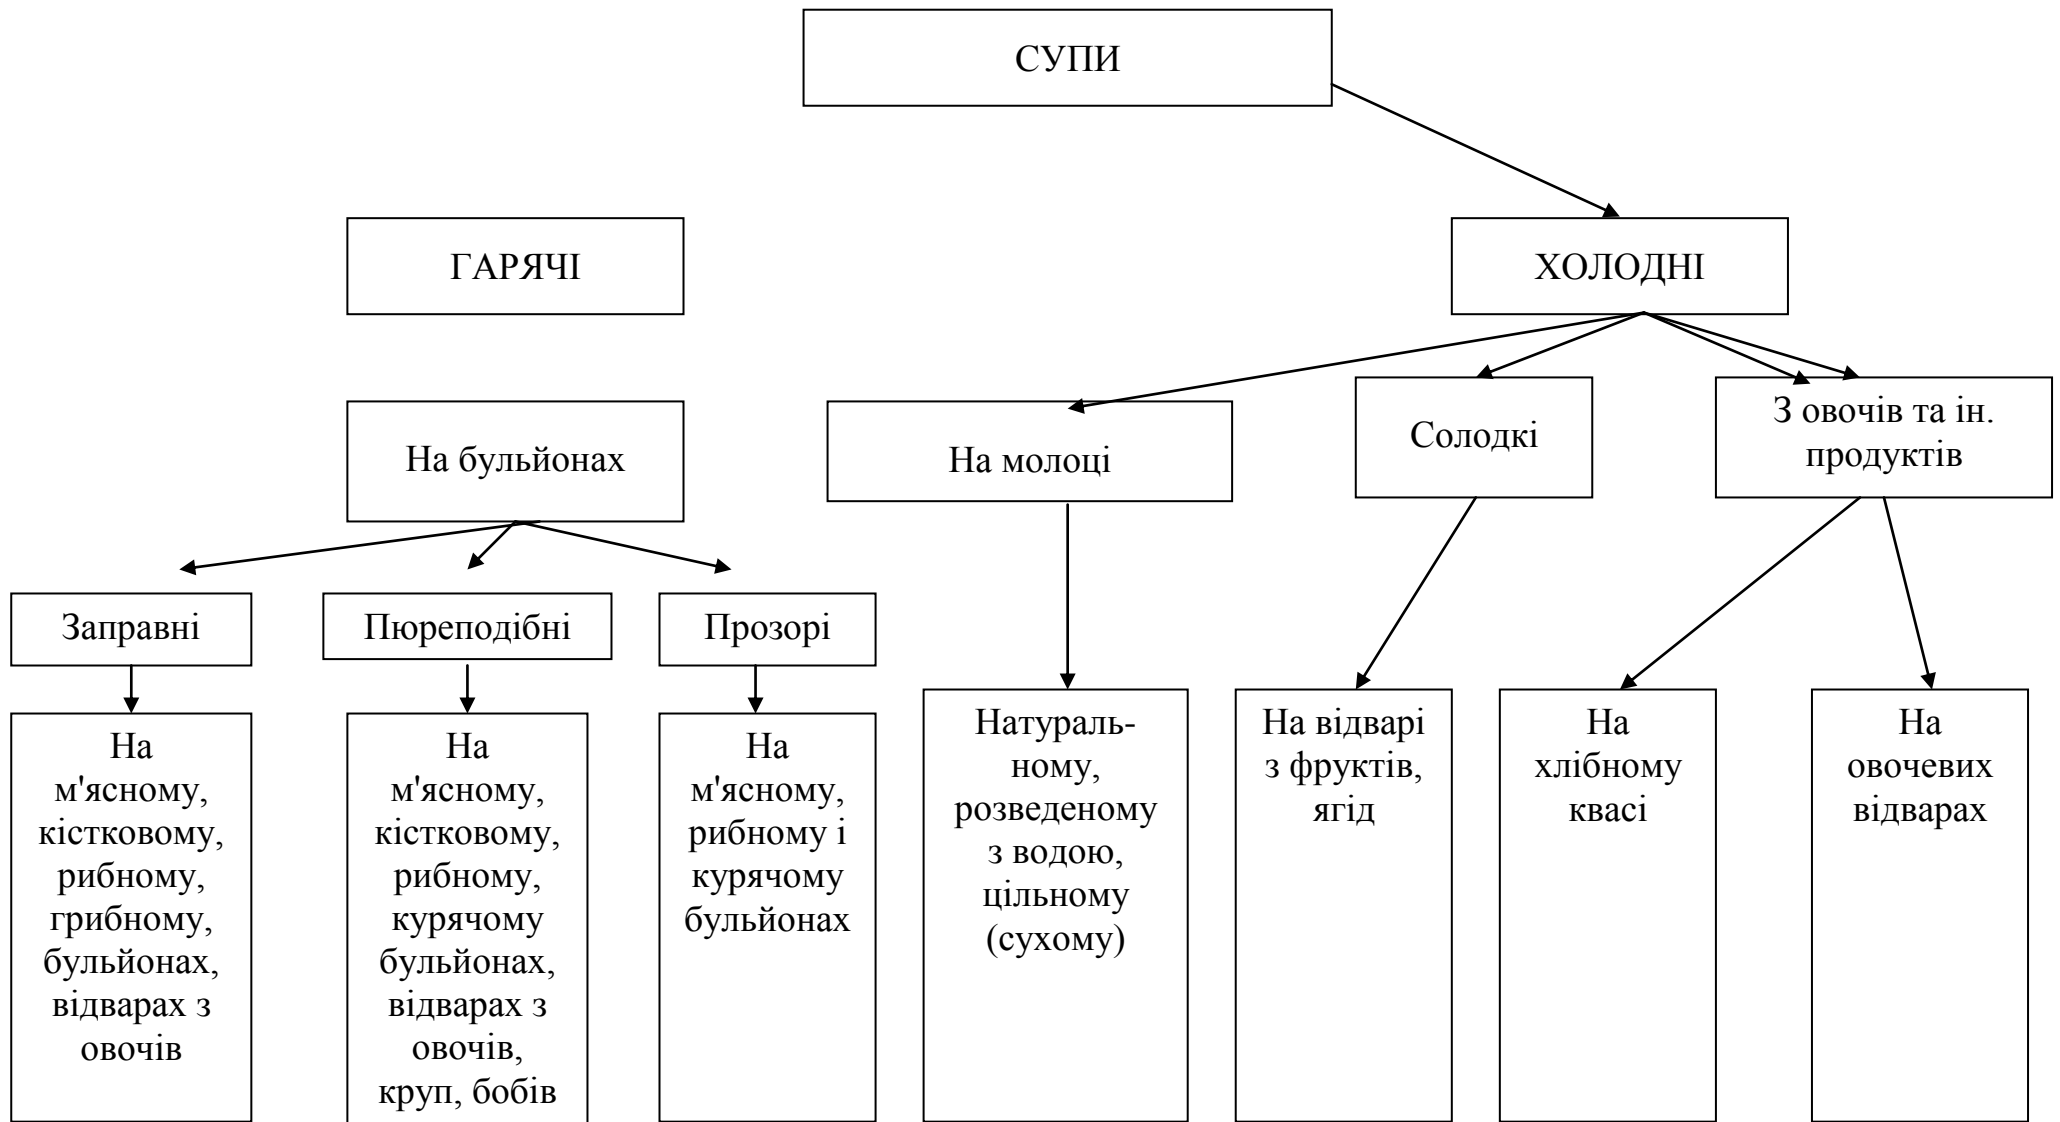 СУПИ
ГАРЯЧІ
ХОЛОДНІ
На бульйонах
На молоці
Солодкі
З овочів та ін.
продуктів
Заправні
Пюреподібні
Прозорі
На
м'ясному,
кістковому,
рибному,
грибному,
бульйонах,
відварах з
овочів
На
м'ясному,
кістковому,
рибному,
курячому
бульйонах,
відварах з
овочів,
круп, бобів
На
м'ясному,
рибному і
курячому
бульйонах
Натураль-
ному,
розведеному
з водою,
цільному
(сухому)
На відварі
з фруктів,
ягід
На
хлібному
квасі
На
овочевих
відварах